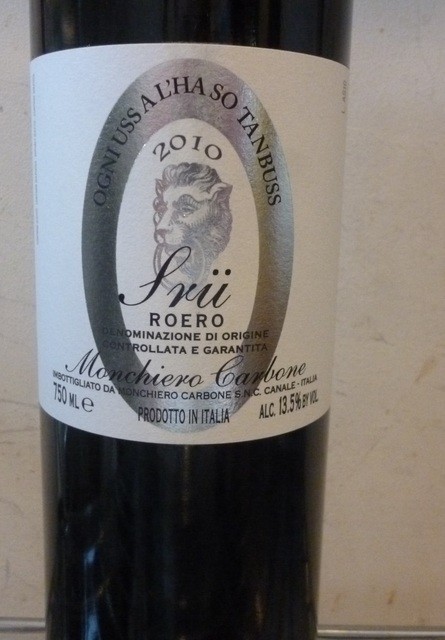 OGNI USS A L'HA SO TANBUSS
2010
Srü
ROERO
DENOMINAZIONE DI ORIGINE
CONTROLLATA E GARANTITA
Monchiero Carbone
IMBOTTIGLIATO DA MONCHIERO CARBONE S.N.C. CANALE - ITALIA
750 ML e PRODOTTO IN ITALIA ALC. 13.5% BY VOL